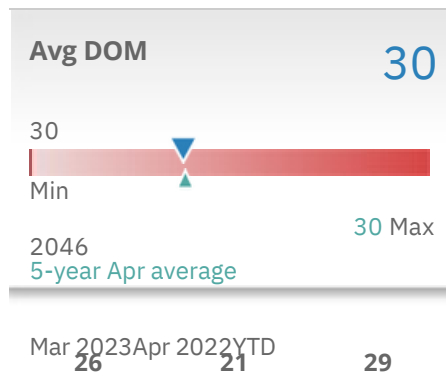 Avg DOM
30
30
Min
30 Max
2046
5-year Apr average
Mar 2023Apr 2022YTD
26 21 29